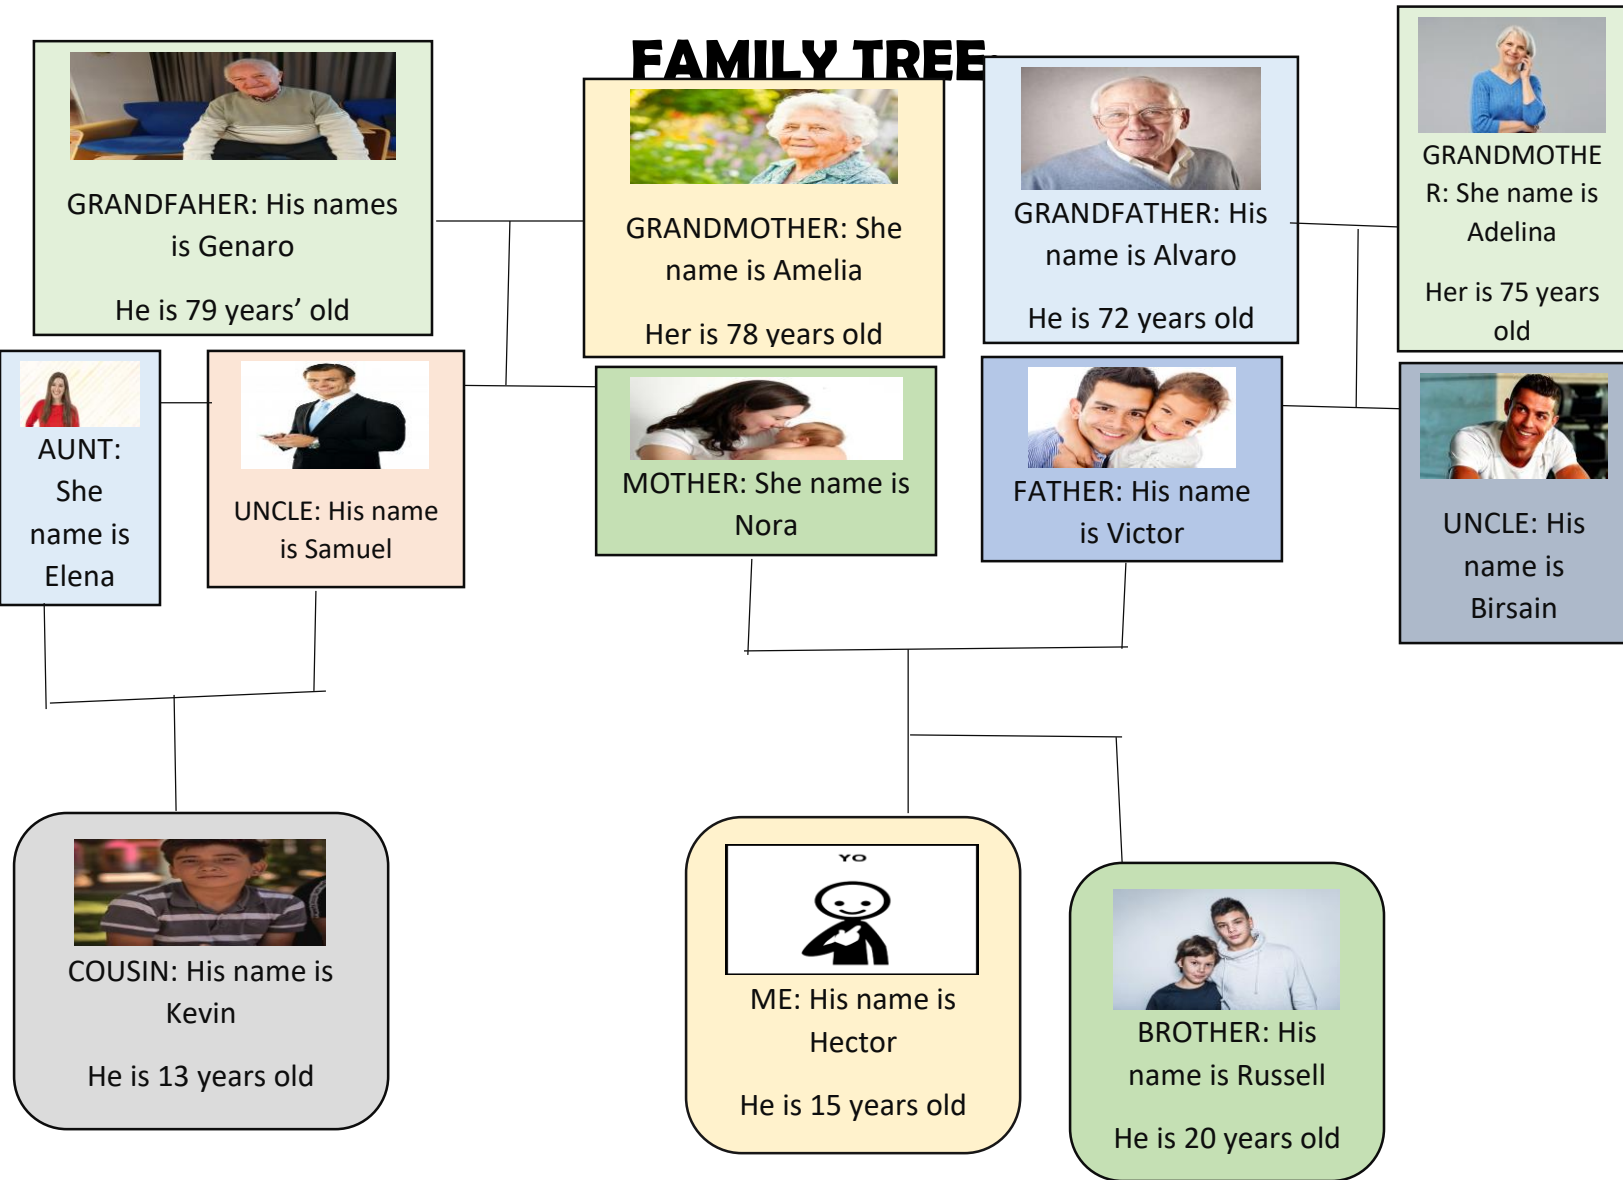 FAMILY TREE
GRANDFAHER: His names
is Genaro
He is 79 years’ old
GRANDMOTHER: She
name is Amelia
Her is 78 years old
GRANDFATHER: His
name is Alvaro
He is 72 years old
GRANDMOTHE
R: She name is
Adelina
Her is 75 years
old
AUNT:
She
name is
Elena
UNCLE: His name
is Samuel
MOTHER: She name is
Nora
FATHER: His name
is Victor
UNCLE: His
name is
Birsain
COUSIN: His name is
Kevin
He is 13 years old
YO
ME: His name is
Hector
He is 15 years old
BROTHER: His
name is Russell
He is 20 years old